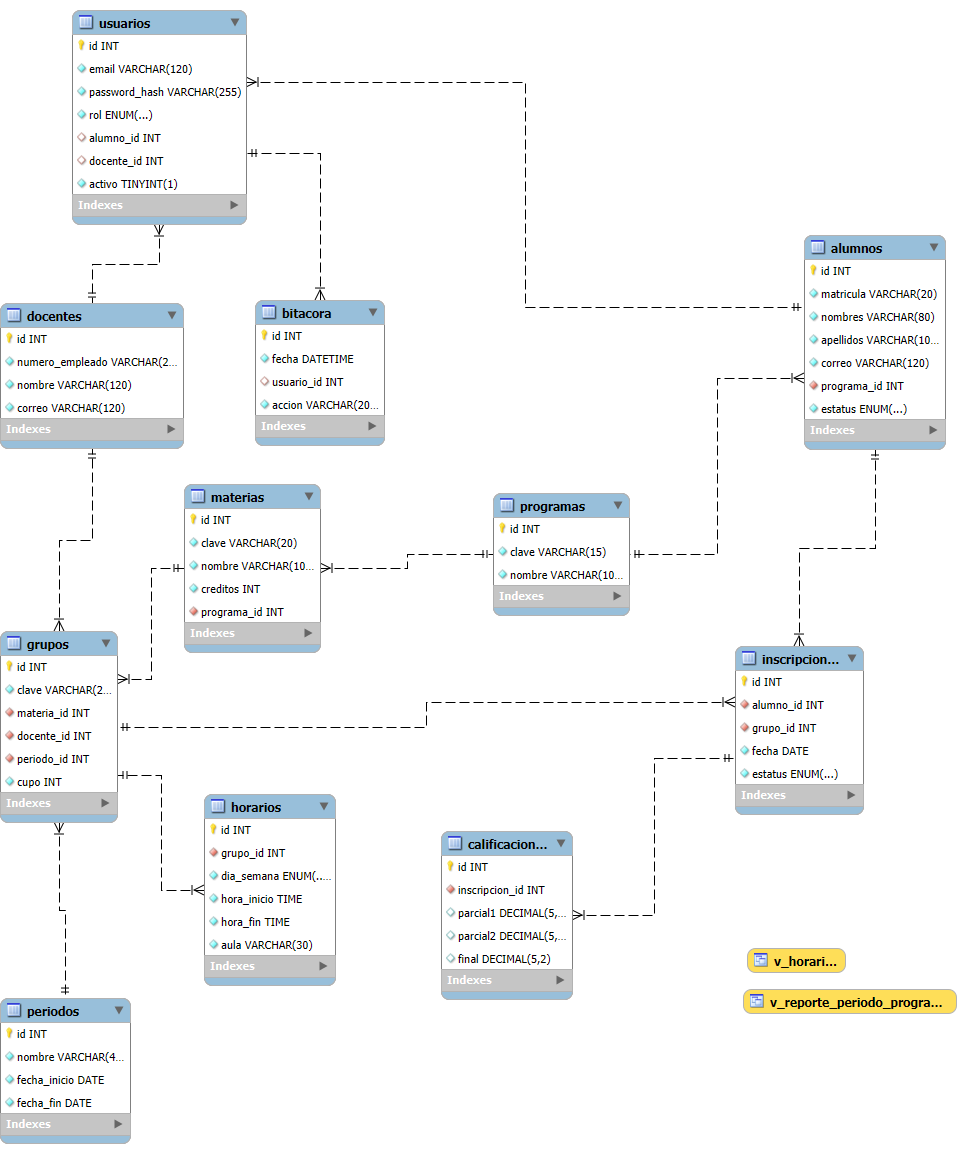 usuarios
id INT
email VARCHAR(120)
password_hash VARCHAR(255)
rol ENUM(...)
alumno_id INT
docente_id INT
activo TINYINT(1)
Indexes
docentes
id INT
numero_empleado VARCHAR(2...
nombre VARCHAR(120)
correo VARCHAR(120)
Indexes
bitacora
id INT
fecha DATETIME
usuario_id INT
accion VARCHAR(20...
Indexes
alumnos
id INT
matricula VARCHAR(20)
nombres VARCHAR(80)
apellidos VARCHAR(10...
correo VARCHAR(120)
programa_id INT
estatus ENUM(...)
Indexes
materias
id INT
clave VARCHAR(20)
nombre VARCHAR(10...
creditos INT
programa_id INT
Indexes
programas
id INT
clave VARCHAR(15)
nombre VARCHAR(10...
Indexes
grupos
id INT
clave VARCHAR(2...
materia_id INT
docente_id INT
periodo_id INT
cupo INT
Indexes
inscripcion...
id INT
alumno_id INT
grupo_id INT
fecha DATE
estatus ENUM(...)
Indexes
horarios
id INT
grupo_id INT
dia_semana ENUM(...
hora_inicio TIME
hora_fin TIME
aula VARCHAR(30)
Indexes
calificacion...
id INT
inscripcion_id INT
parcial1 DECIMAL(5,...
parcial2 DECIMAL(5,...
final DECIMAL(5,2)
Indexes
v_horari...
v_reporte_periodo_progra...
periodos
id INT
nombre VARCHAR(4...
fecha_inicio DATE
fecha_fin DATE
Indexes